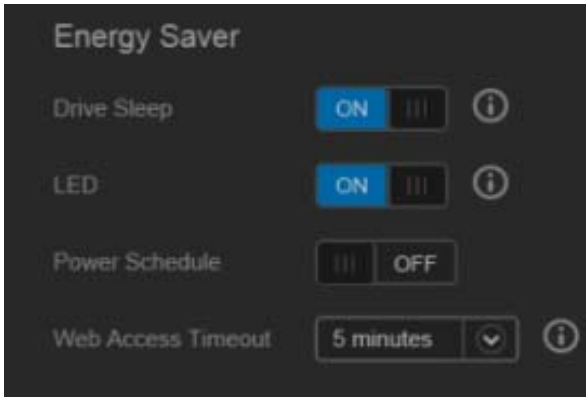 Energy Saver
Drive Sleep ON
LED ON
Power Schedule OFF
Web Access Timeout 5 minutes